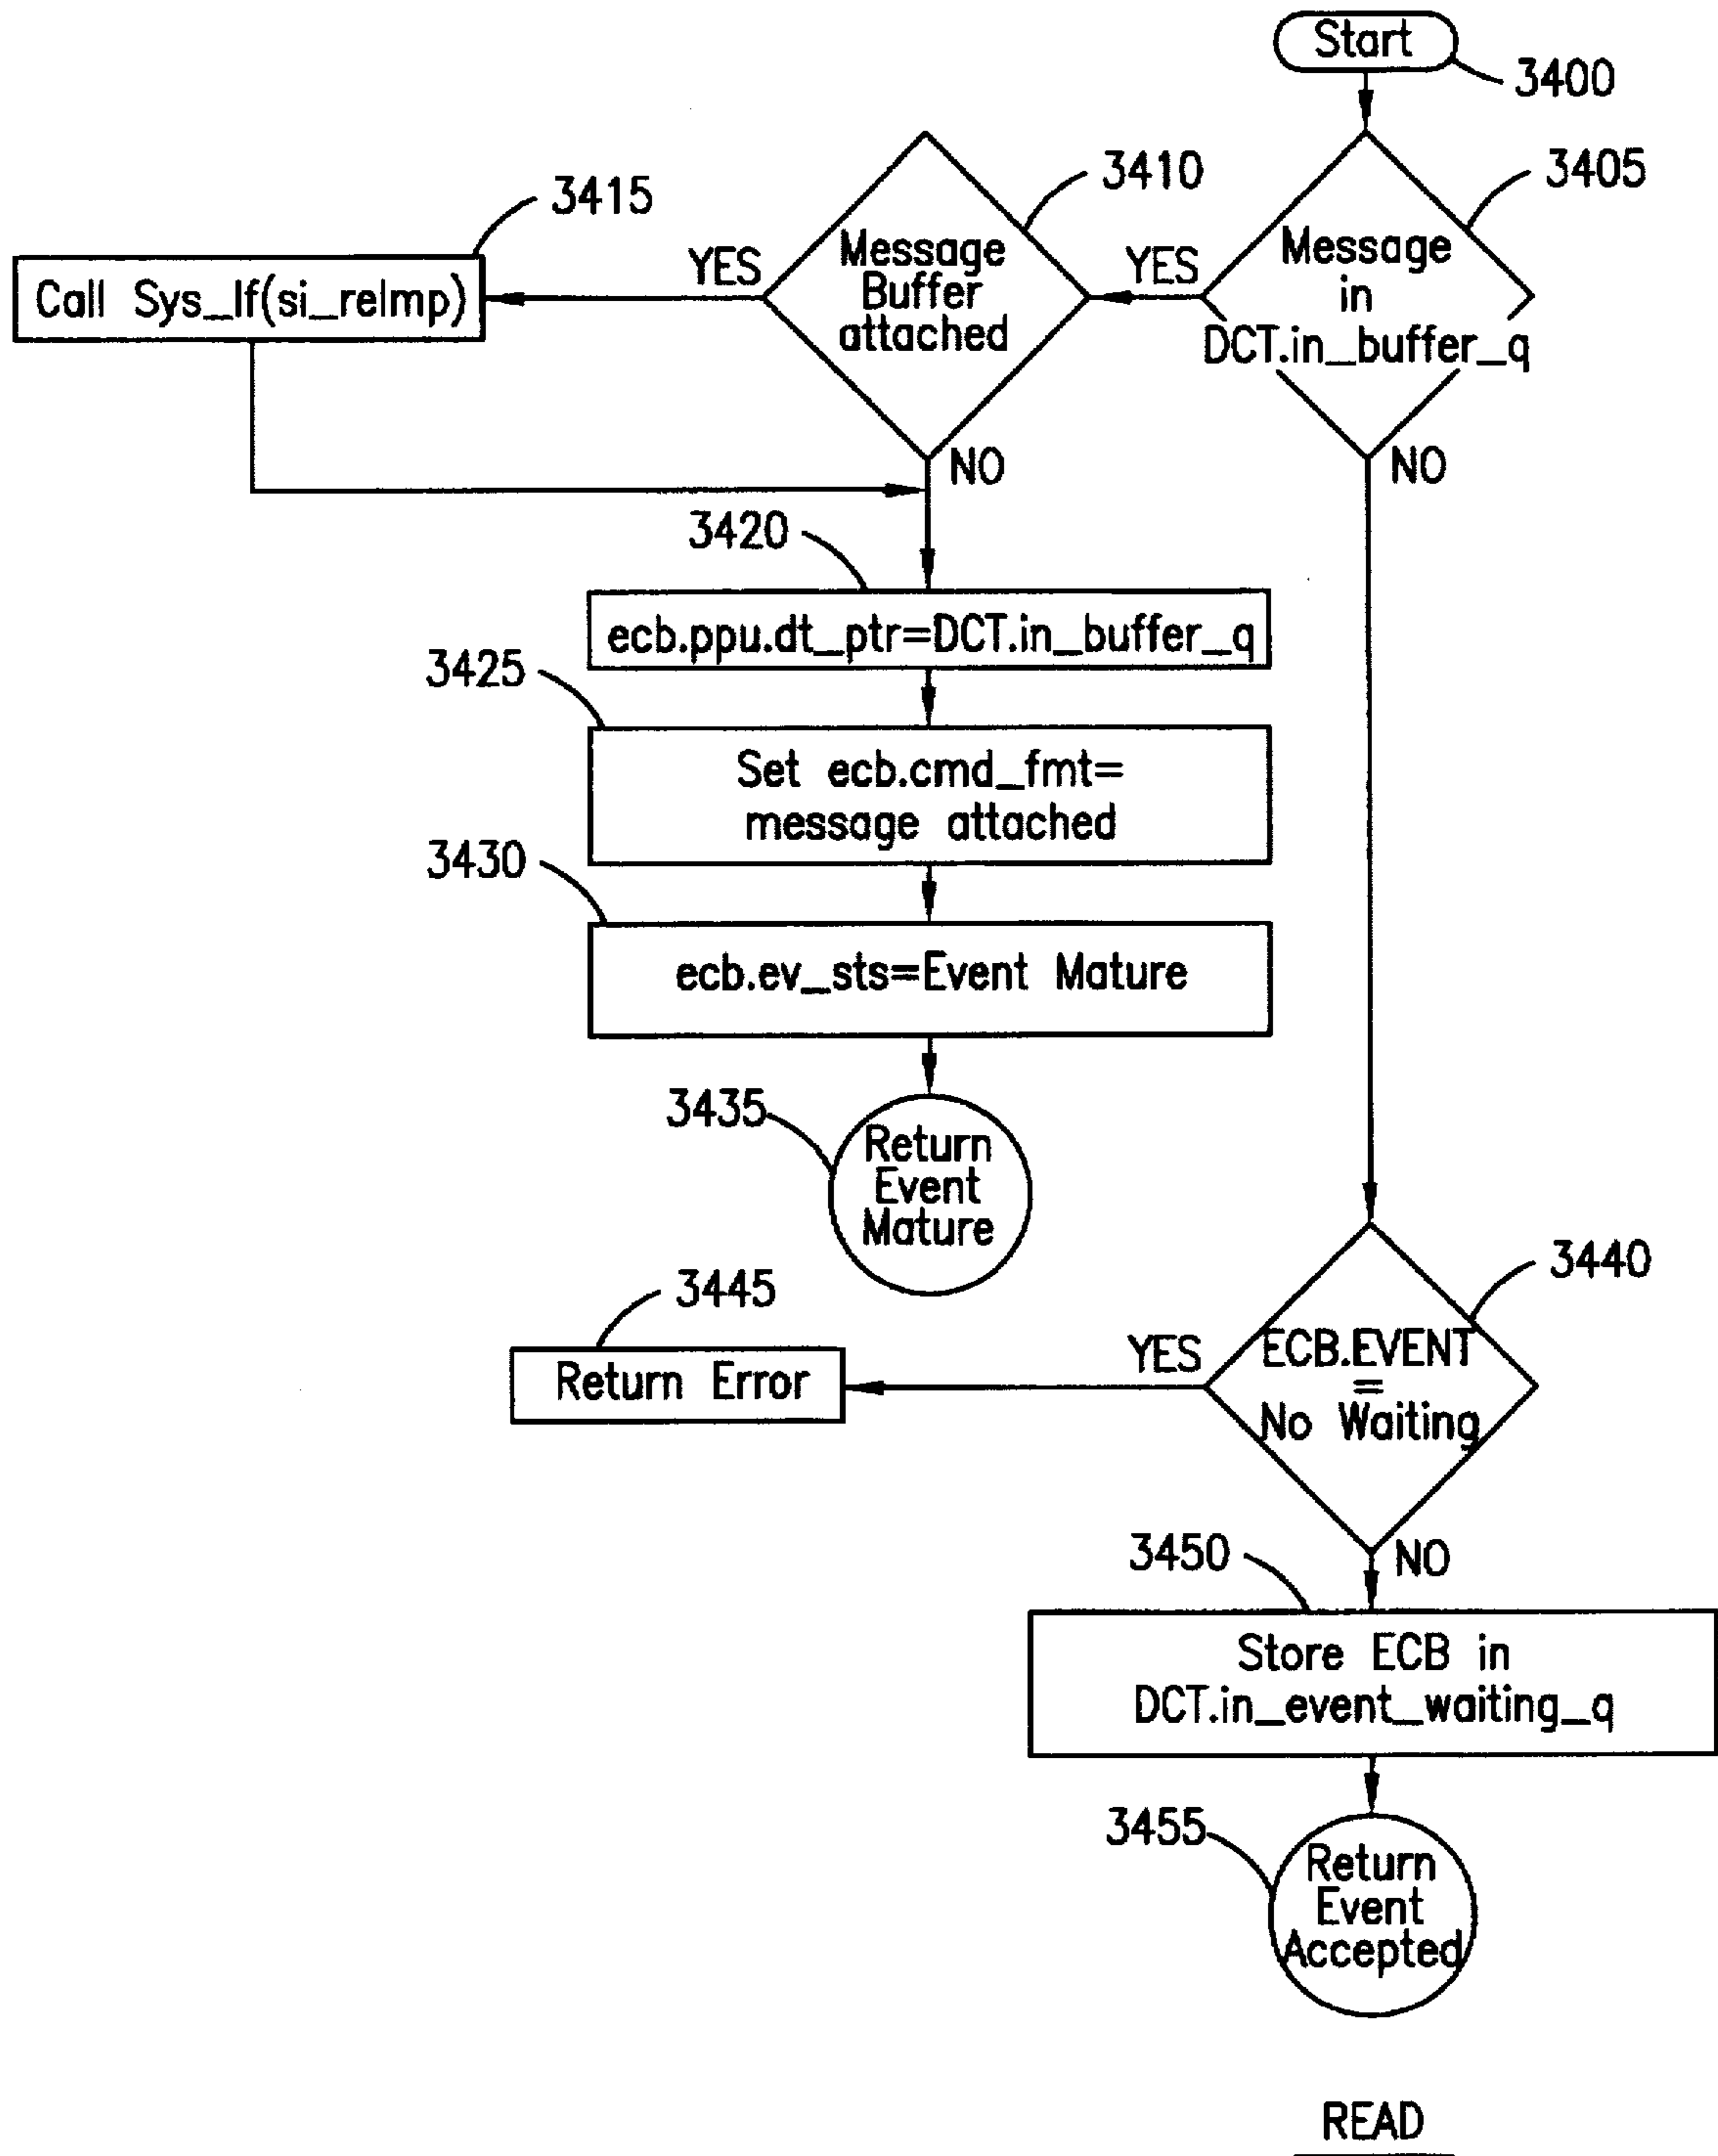 Start
3400
3405
Message
in
DCT.in_buffer_q
YES
NO
3410
Message
Buffer
attached
YES
NO
3415
Call Sys_If(si_relmp)
3420
ecb.ppu.dt_ptr=DCT.in_buffer_q
3425
Set ecb.cmd_fmt=
message attached
3430
ecb.ev_sts=Event Mature
3435
Return
Event
Mature
3440
ECB.EVENT
=
No Waiting
YES
NO
3445
Return Error
3450
Store ECB in
DCT.in_event_waiting_q
3455
Return
Event
Accepted
READ